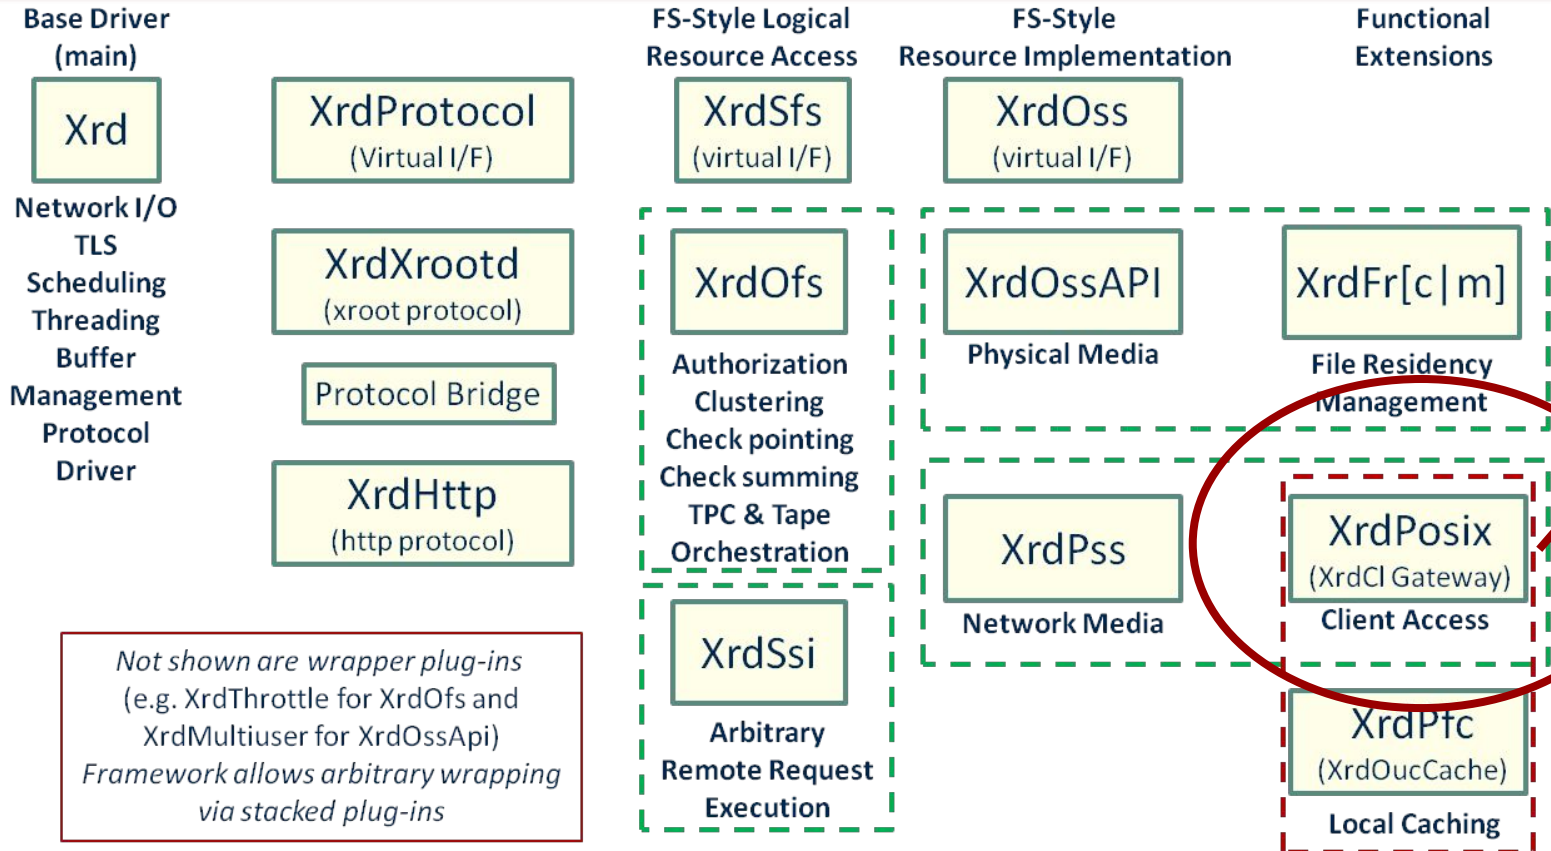 Base Driver
(main)
Xrd
Network I/O
TLS
Scheduling
Threading
Buffer
Management
Protocol
Driver
XrdProtocol
(Virtual I/F)
XrdXrootd
(xroot protocol)
Protocol Bridge
XrdHttp
(http protocol)
Not shown are wrapper plug-ins
(e.g. XrdThrottle for XrdOfs and
XrdMultiuser for XrdOssApi)
Framework allows arbitrary wrapping
via stacked plug-ins
FS-Style Logical
Resource Access
XrdSfs
(virtual I/F)
XrdOfs
Authorization
Clustering
Check pointing
Check summing
TPC & Tape
Orchestration
XrdSsi
Arbitrary
Remote Request
Execution
FS-Style
Resource Implementation
XrdOss
(virtual I/F)
XrdOssAPI
Physical Media
XrdPss
Network Media
Functional
Extensions
XrdFr[c|m]
File Residency
Management
XrdPosix
(XrdCl Gateway)
Client Access
XrdPfc
(XrdOucCache)
Local Caching